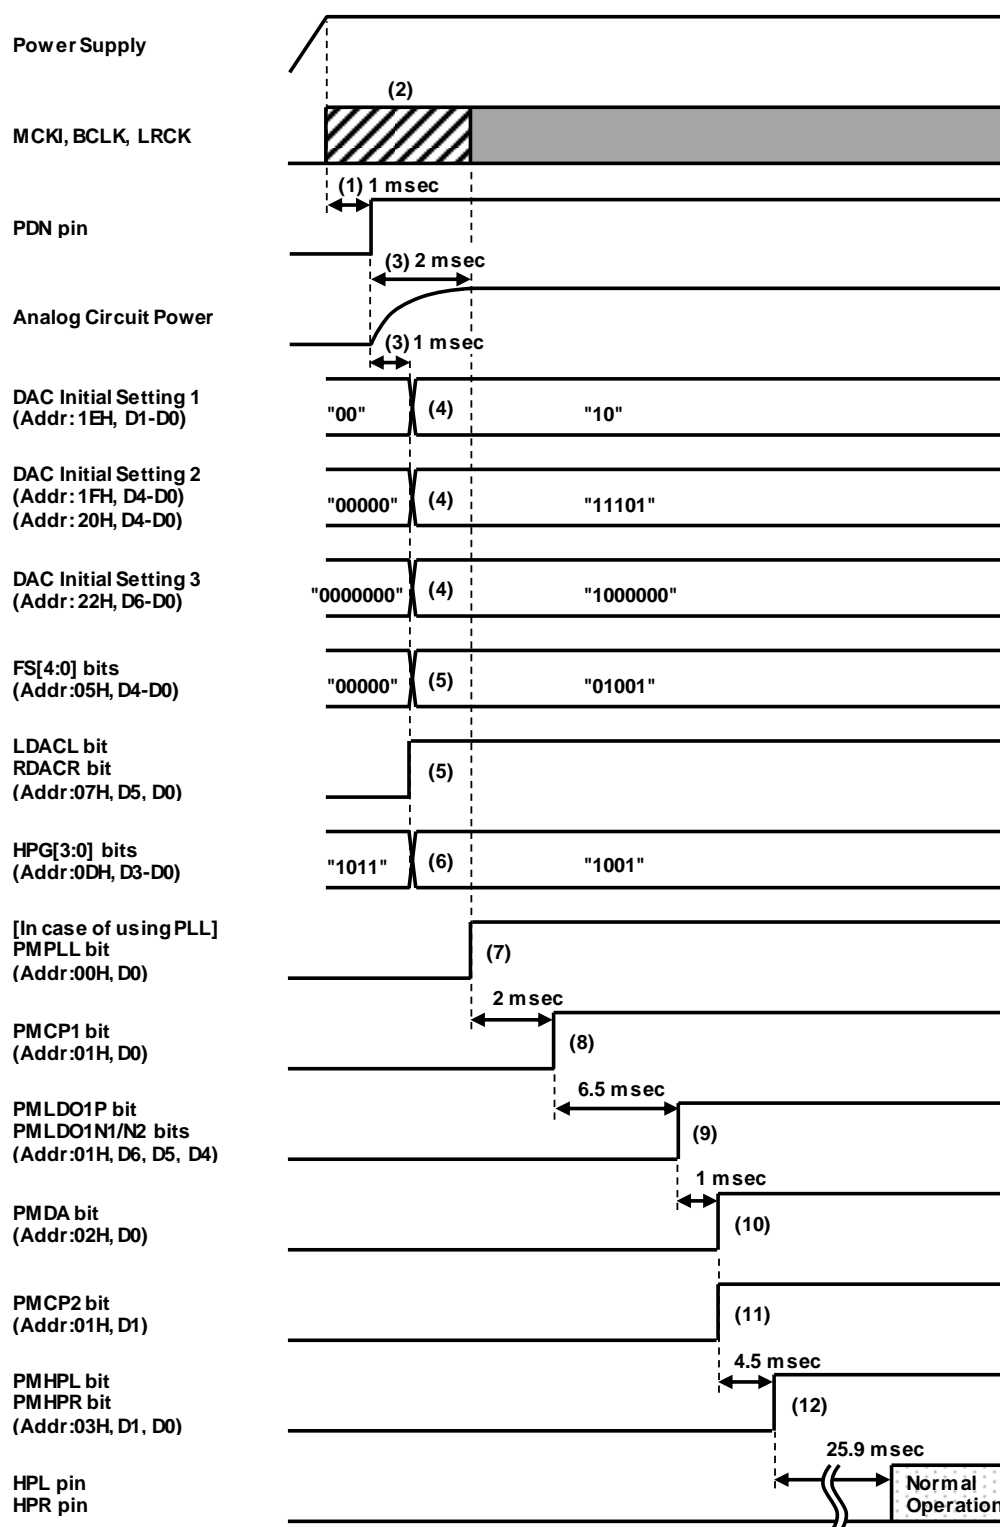 Power Supply
(2)
MCKI, BCLK, LRCK
(1) 1 msec
PDN pin
(3) 2 msec
Analog Circuit Power
(3) 1 msec
DAC Initial Setting 1
(Addr: 1EH, D1-D0)
"00" (4) "10"
DAC Initial Setting 2
(Addr: 1FH, D4-D0)
(Addr: 20H, D4-D0)
"00000" (4) "11101"
DAC Initial Setting 3
(Addr: 22H, D6-D0)
"0000000" (4) "1000000"
FS[4:0] bits
(Addr:05H, D4-D0)
"00000" (5) "01001"
LDACL bit
RDACR bit
(Addr:07H, D5, D0)
(5)
HPG[3:0] bits
(Addr:0DH, D3-D0)
"1011" (6) "1001"
[In case of using PLL]
PMPLL bit
(Addr:00H, D0)
(7)
2 msec
PMCP1 bit
(Addr:01H, D0)
(8)
6.5 msec
PMLDO1P bit
PMLDO1N1/N2 bits
(Addr:01H, D6, D5, D4)
(9)
1 msec
PMDA bit
(Addr:02H, D0)
(10)
PMCP2 bit
(Addr:01H, D1)
(11)
4.5 msec
PMHPL bit
PMHPR bit
(Addr:03H, D1, D0)
(12)
25.9 msec
HPL pin
HPR pin
Normal
Operation